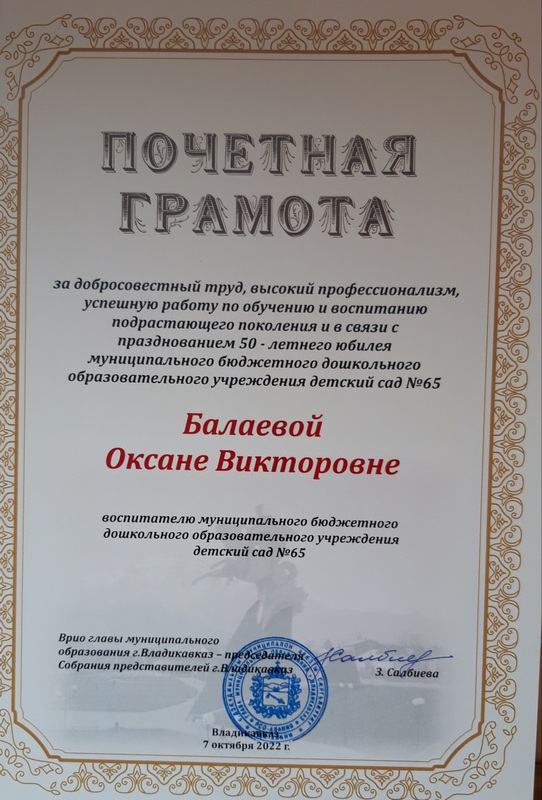 ПОЧЕТНАЯ
ГРАМОТА
за добросовестный труд, высокий профессионализм,
успешную работу по обучению и воспитанию
подрастающего поколения и в связи с
празднованием 50 - летнего юбилея
муниципального бюджетного дошкольного
образовательного учреждения детский сад №65
Балаевой
Оксане Викторовне
воспитателю муниципального бюджетного
дошкольного образовательного учреждения
детский сад №65
Врио главы муниципального
образования г.Владикавказ – председателя
Собрания представителей г.Владикавказ
З. Салбиева
Владикавказ
7 октября 2022 г.